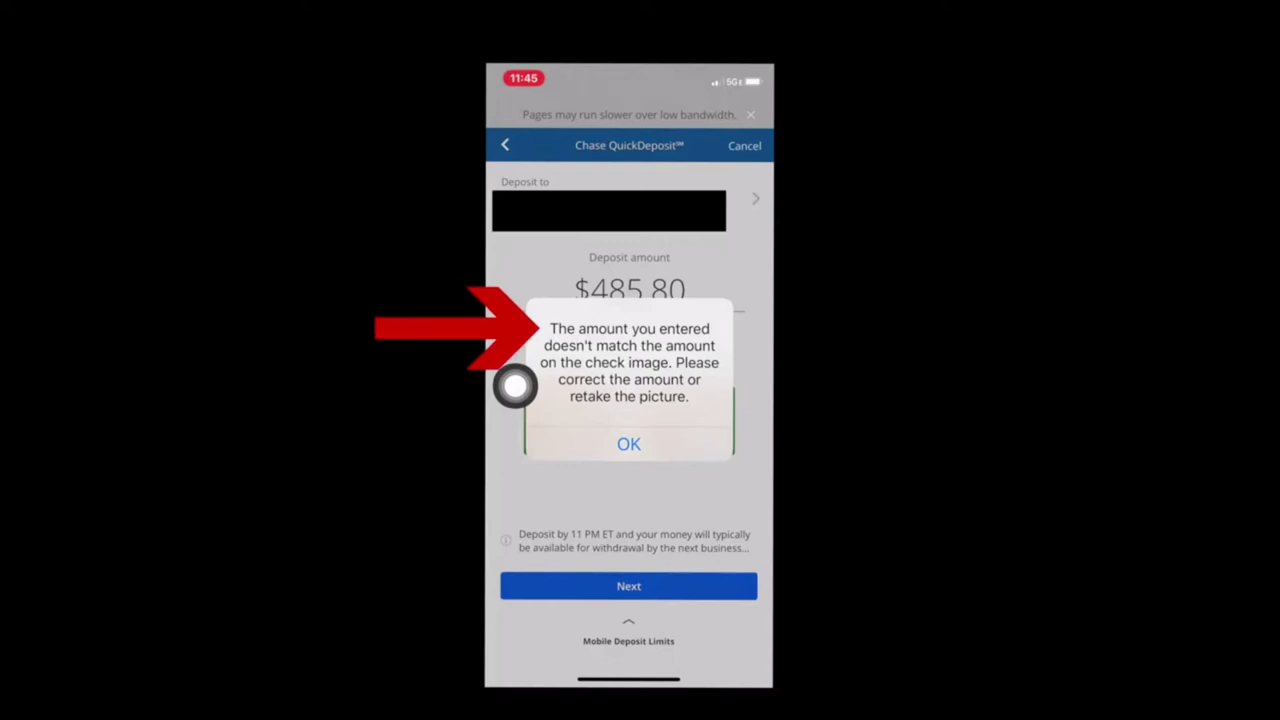 11:45
5G
Pages may run slower over low bandwidth. ×
Chase QuickDeposit℠
Cancel
Deposit to
Deposit amount
$485.80
The amount you entered
doesn't match the amount
on the check image. Please
correct the amount or
retake the picture.
OK
Deposit by 11 PM ET and your money will typically
be available for withdrawal by the next business...
Next
Mobile Deposit Limits